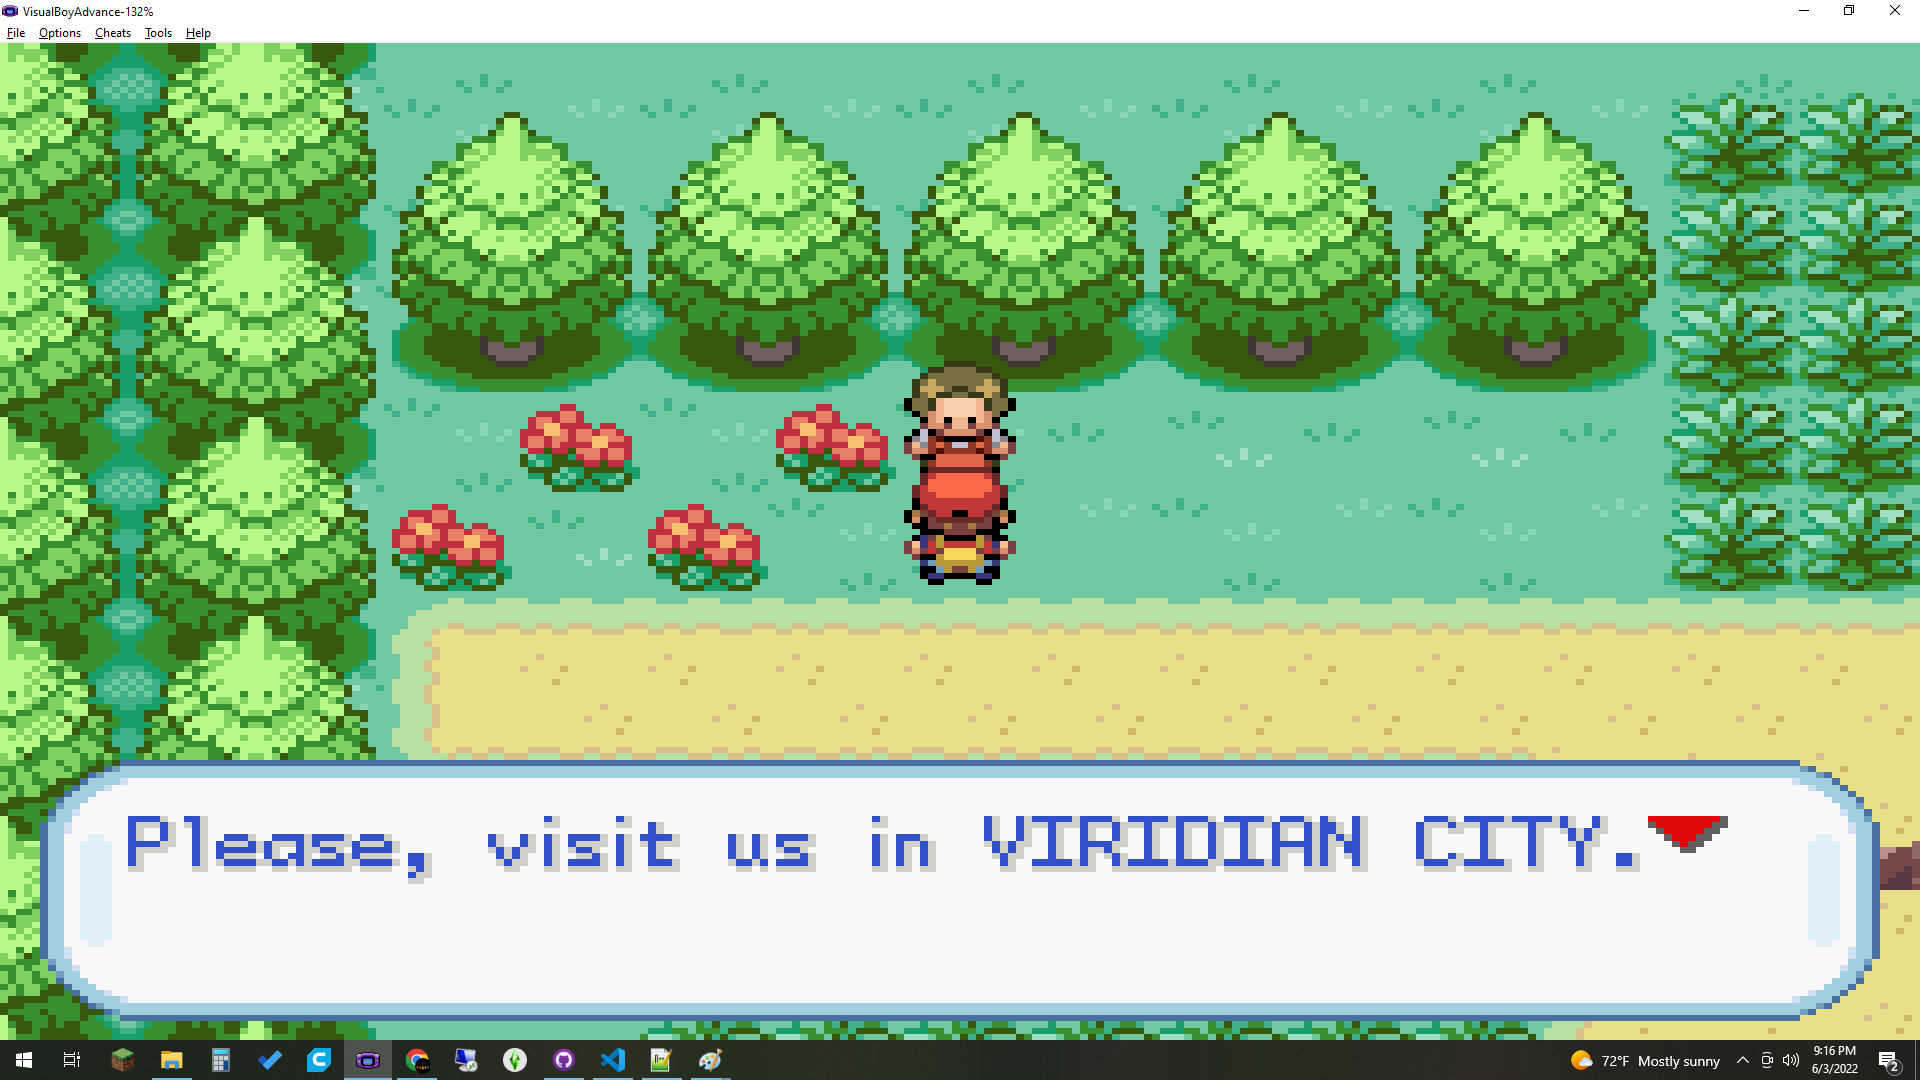 VisualBoyAdvance-132%
File Options Cheats Tools Help
Please, visit us in VIRIDIAN CITY.
72°F Mostly sunny
9:16 PM
6/3/2022
2